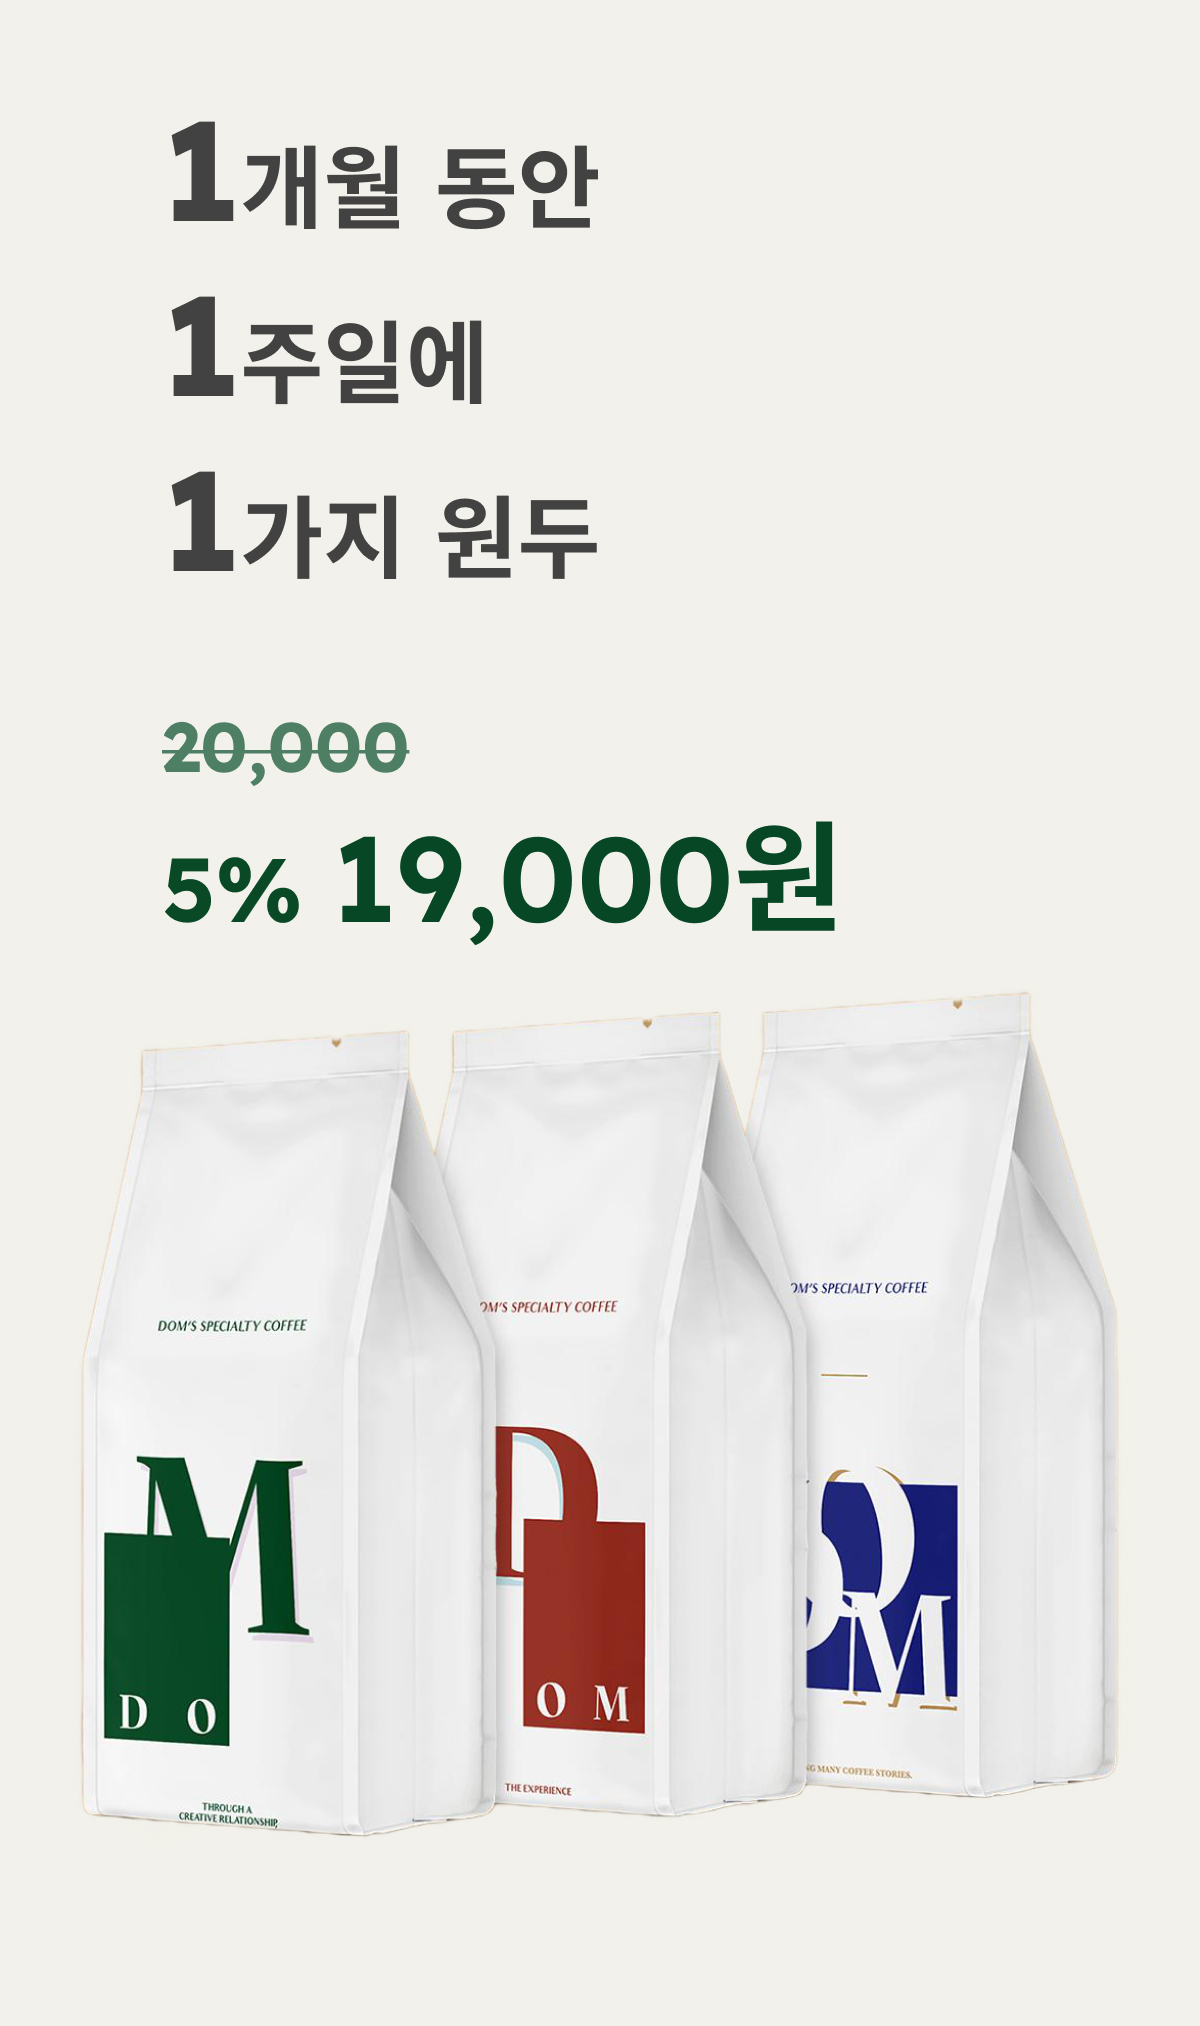 1개월 동안
1주일에
1가지 원두
20,000
5% 19,000원
DOM'S SPECIALTY COFFEE
M
D O
THROUGH A
CREATIVE RELATIONSHIP,
OM'S SPECIALTY COFFEE
D
O M
THE EXPERIENCE
OM'S SPECIALTY COFFEE
O
M
MANY COFFEE STORIES.